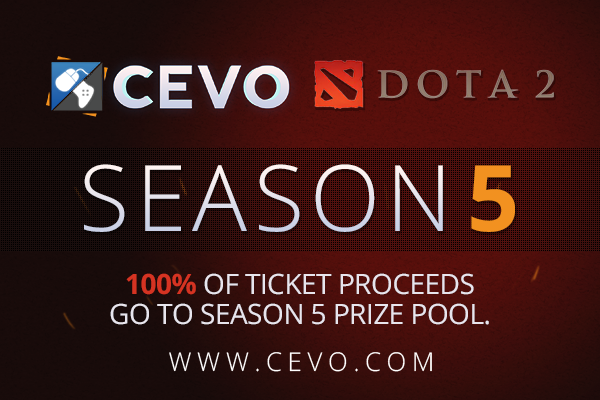 CEVO DOTA 2
SEASON 5
100% OF TICKET PROCEEDS
GO TO SEASON 5 PRIZE POOL.
WWW.CEVO.COM